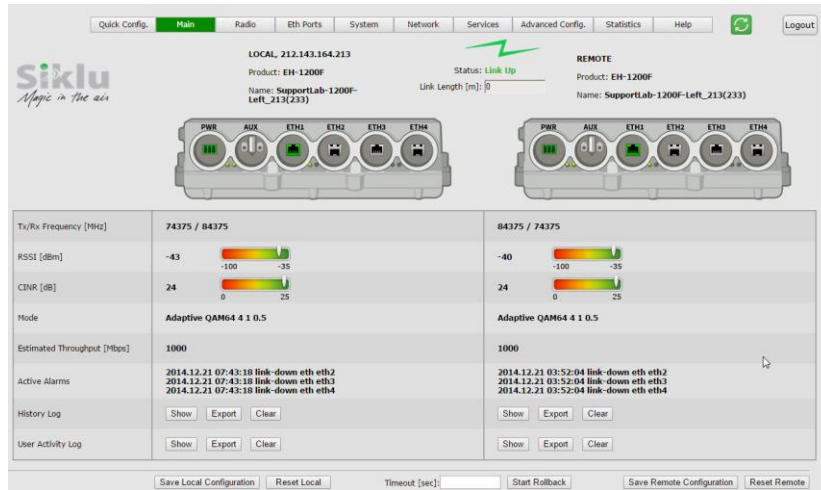 Quick Config. Main Radio Eth Ports System Network Services Advanced Config. Statistics Help Logout
Siklu
Magic in the air
LOCAL, 212.143.164.213
Product: EH-1200F
Name: SupportLab-1200F-
Left_213(233)
Status: Link Up
Link Length [m]: 0
REMOTE
Product: EH-1200F
Name: SupportLab-1200F-Left_213(233)
PWR AUX ETH1 ETH2 ETH3 ETH4
PWR AUX ETH1 ETH2 ETH3 ETH4
Tx/Rx Frequency [MHz] 74375 / 84375 84375 / 74375
RSSI [dBm] -43 -40
-100 -35 -100 -35
CINR [dB] 24 24
0 25 0 25
Mode Adaptive QAM64 4 1 0.5 Adaptive QAM64 4 1 0.5
Estimated Throughput [Mbps] 1000 1000
Active Alarms
2014.12.21 07:43:18 link-down eth eth2
2014.12.21 07:43:18 link-down eth eth3
2014.12.21 07:43:18 link-down eth eth4
2014.12.21 03:52:04 link-down eth eth2
2014.12.21 03:52:04 link-down eth eth3
2014.12.21 03:52:04 link-down eth eth4
History Log Show Export Clear Show Export Clear
User Activity Log Show Export Clear Show Export Clear
Save Local Configuration Reset Local Timeout [sec]: Start Rollback Save Remote Configuration Reset Remote